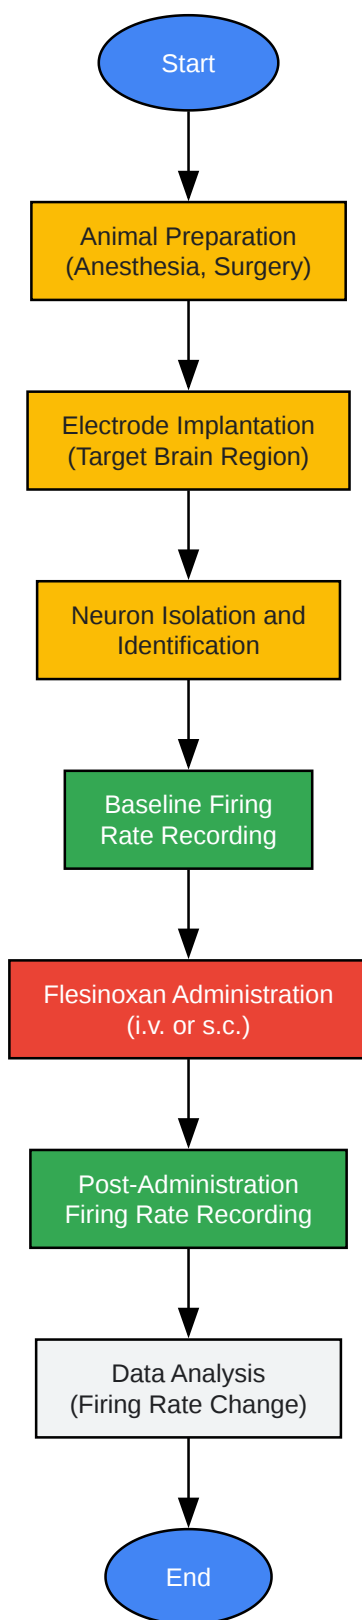 Start
Animal Preparation
(Anesthesia, Surgery)
Electrode Implantation
(Target Brain Region)
Neuron Isolation and
Identification
Baseline Firing
Rate Recording
Flesinoxan Administration
(i.v. or s.c.)
Post-Administration
Firing Rate Recording
Data Analysis
(Firing Rate Change)
End